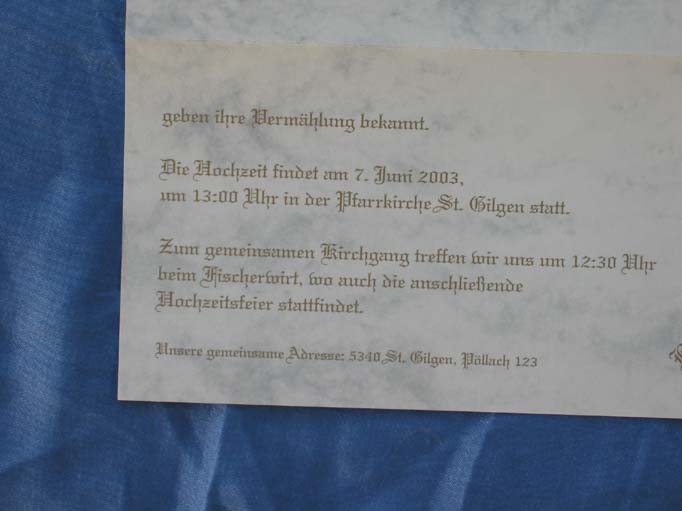 geben ihre Vermählung bekannt.
Die Hochzeit findet am 7. Juni 2003,
um 13:00 Uhr in der Pfarrkirche St. Gilgen statt.
Zum gemeinsamen Kirchgang treffen wir uns um 12:30 Uhr
beim Fischerwirt, wo auch die anschließende
Hochzeitsfeier stattfindet.
Unsere gemeinsame Adresse: 5340 St. Gilgen, Pöllach 123